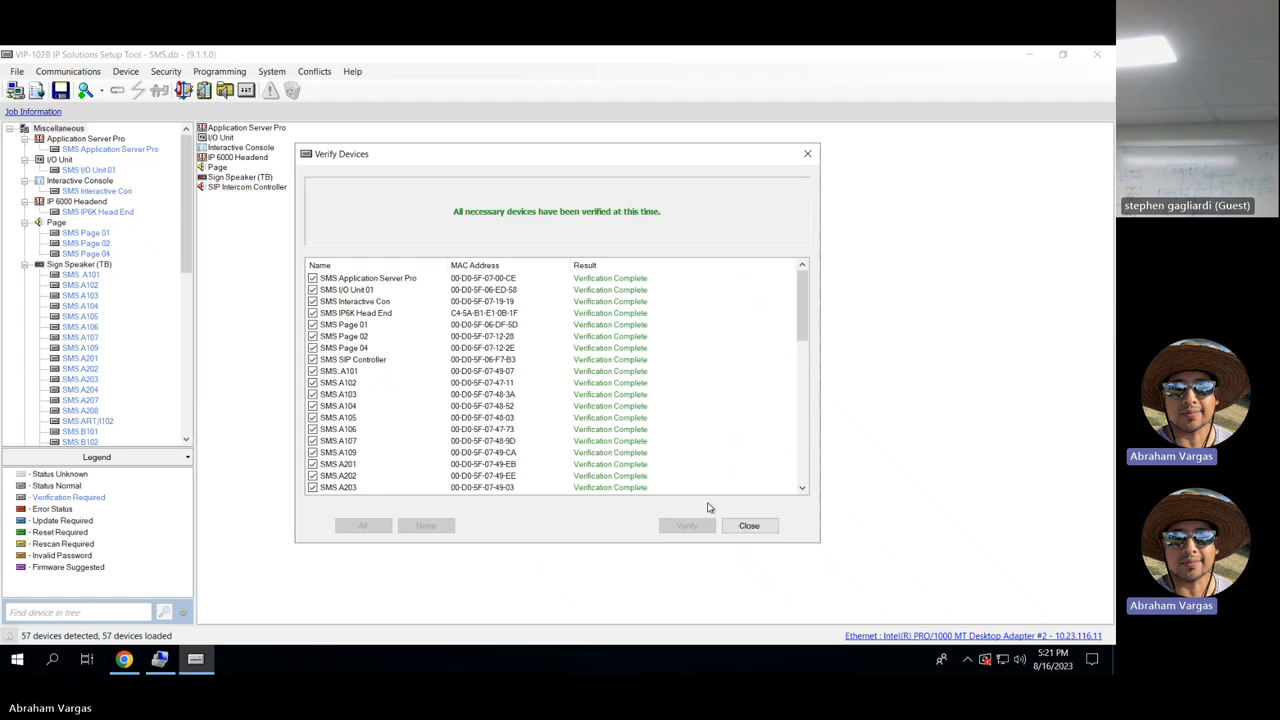 VIP-102B IP Solutions Setup Tool - SMS.db - (9.1.1.0)
File Communications Device Security Programming System Conflicts Help
Job Information
Miscellaneous
Application Server Pro
SMS Application Server Pro
I/O Unit
SMS I/O Unit 01
Interactive Console
SMS Interactive Con
IP 6000 Headend
SMS IP6K Head End
Page
SMS Page 01
SMS Page 02
SMS Page 04
Sign Speaker (TB)
SMS..A101
SMS.A102
SMS.A103
SMS.A104
SMS.A105
SMS.A106
SMS.A107
SMS.A109
SMS.A201
SMS.A202
SMS.A203
SMS.A204
SMS.A207
SMS.A208
SMS.ART/I102
SMS.B101
SMS.B102
Legend
- Status Unknown
- Status Normal
- Verification Required
- Error Status
- Update Required
- Reset Required
- Rescan Required
- Invalid Password
- Firmware Suggested
Find device in tree
57 devices detected, 57 devices loaded
Application Server Pro
I/O Unit
Interactive Console
IP 6000 Headend
Page
Sign Speaker (TB)
SIP Intercom Controller
Verify Devices
All necessary devices have been verified at this time.
Name MAC Address Result
SMS Application Server Pro 00-D0-5F-07-00-CE Verification Complete
SMS I/O Unit 01 00-D0-5F-06-ED-58 Verification Complete
SMS Interactive Con 00-D0-5F-07-19-19 Verification Complete
SMS IP6K Head End C4-5A-B1-E1-0B-1F Verification Complete
SMS Page 01 00-D0-5F-06-DF-5D Verification Complete
SMS Page 02 00-D0-5F-07-12-28 Verification Complete
SMS Page 04 00-D0-5F-07-12-2E Verification Complete
SMS SIP Controller 00-D0-5F-06-F7-B3 Verification Complete
SMS..A101 00-D0-5F-07-49-07 Verification Complete
SMS.A102 00-D0-5F-07-47-11 Verification Complete
SMS.A103 00-D0-5F-07-48-3A Verification Complete
SMS.A104 00-D0-5F-07-48-52 Verification Complete
SMS.A105 00-D0-5F-07-48-03 Verification Complete
SMS.A106 00-D0-5F-07-47-73 Verification Complete
SMS.A107 00-D0-5F-07-48-9D Verification Complete
SMS.A109 00-D0-5F-07-49-CA Verification Complete
SMS.A201 00-D0-5F-07-49-EB Verification Complete
SMS.A202 00-D0-5F-07-49-EE Verification Complete
SMS.A203 00-D0-5F-07-49-03 Verification Complete
All None Verify Close
Ethernet : Intel(R) PRO/1000 MT Desktop Adapter #2 - 10.23.116.11
5:21 PM
8/16/2023
stephen gagliardi (Guest)
Abraham Vargas
Abraham Vargas
Abraham Vargas